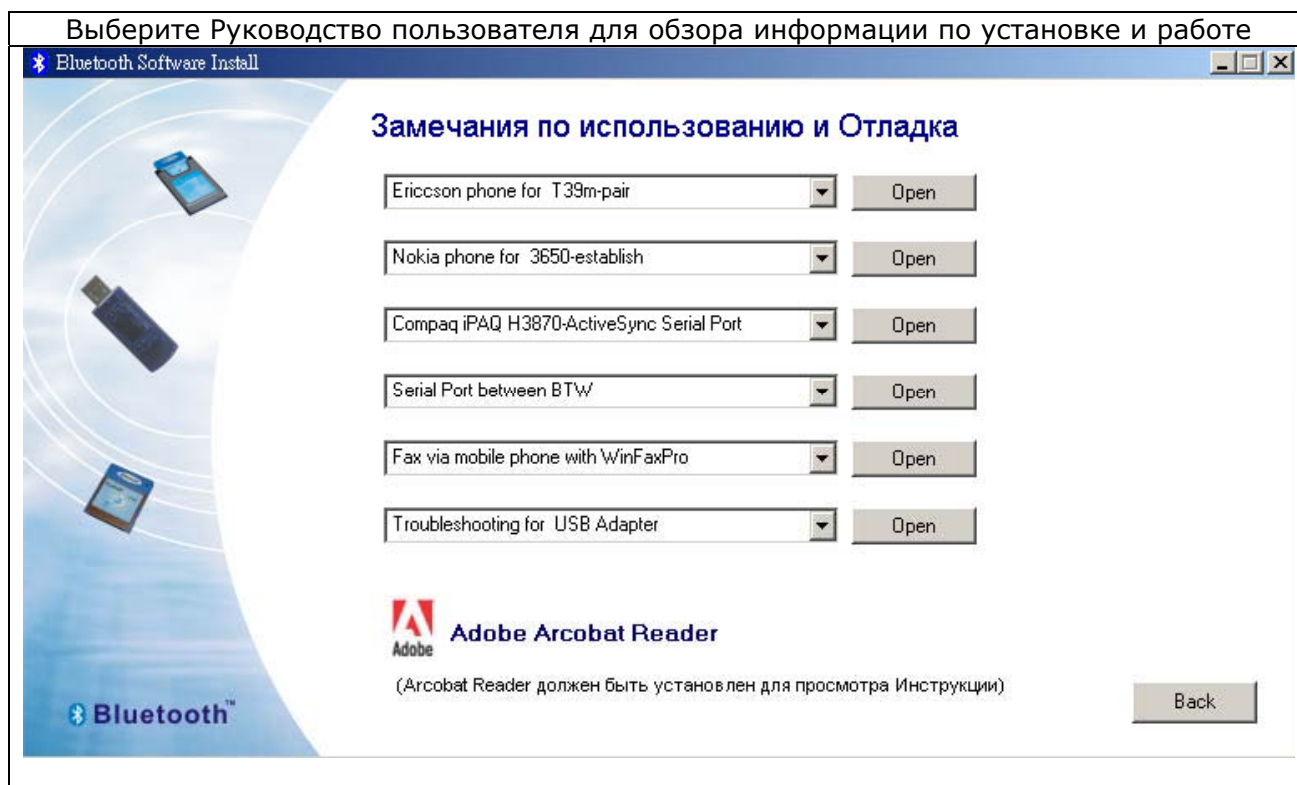 Выберите Руководство пользователя для обзора информации по установке и работе
Bluetooth Software Install
Замечания по использованию и Отладка
Ericcson phone for T39m-pair
Open
Nokia phone for 3650-establish
Open
Compaq iPAQ H3870-ActiveSync Serial Port
Open
Serial Port between BTW
Open
Fax via mobile phone with WinFaxPro
Open
Troubleshooting for USB Adapter
Open
Adobe
Adobe Arcobat Reader
(Arcobat Reader должен быть установлен для просмотра Инструкции)
Back
Bluetooth™